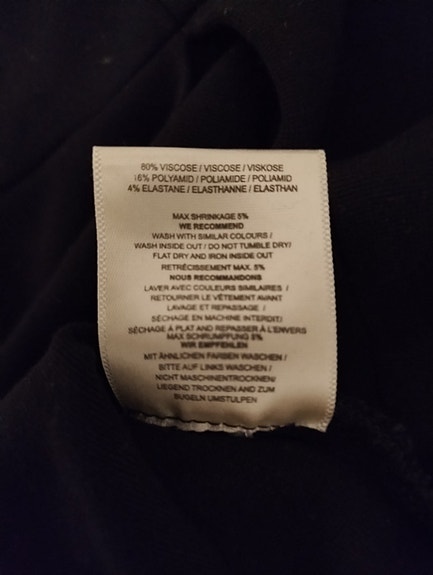 80% VISCOSE / VISCOSE / VISKOSE
16% POLYAMID / POLIAMIDE / POLIAMID
4% ELASTANE / ELASTHANNE / ELASTHAN
MAX SHRINKAGE 5%
WE RECOMMEND
WASH WITH SIMILAR COLOURS /
WASH INSIDE OUT / DO NOT TUMBLE DRY/
FLAT DRY AND IRON INSIDE OUT
RETRÉCISSEMENT MAX. 5%
NOUS RECOMMANDONS
LAVER AVEC COULEURS SIMILAIRES /
RETOURNER LE VÊTEMENT AVANT
LAVAGE ET REPASSAGE /
SÉCHAGE EN MACHINE INTERDIT/
SÉCHAGE À PLAT AND REPASSER À L'ENVERS
MAX SCHRUMPFUNG 5%
WIR EMPFEHLEN
MIT ÄHNLICHEN FARBEN WASCHEN /
BITTE AUF LINKS WASCHEN /
NICHT MASCHINENTROCKNEN/
LIEGEND TROCKNEN AND ZUM
BUGELN UMSTULPEN